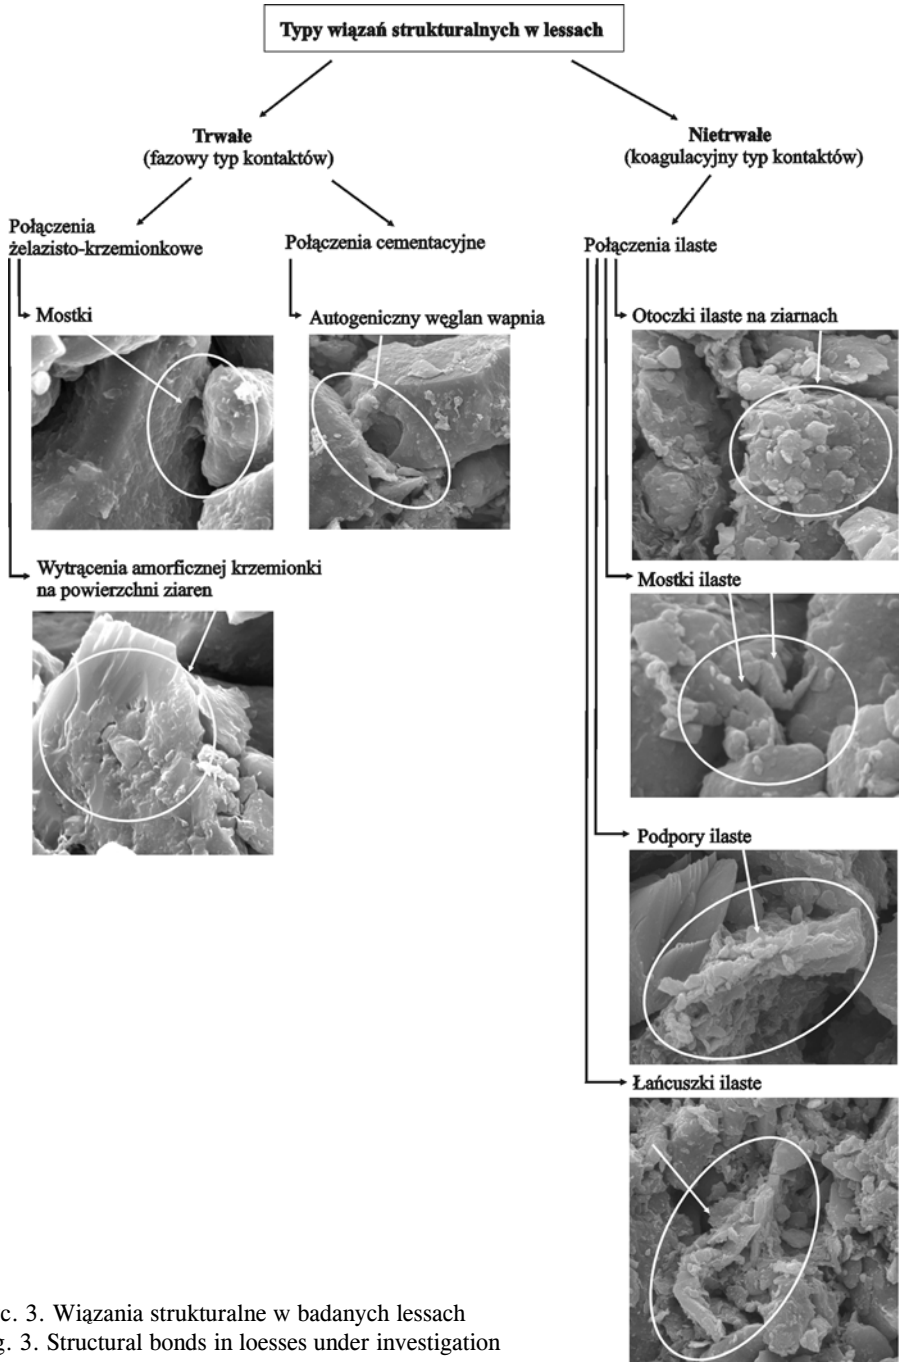 Typy wiązań strukturalnych w lessach
Trwałe
(fazowy typ kontaktów)
Nietrwałe
(koagulacyjny typ kontaktów)
Połączenia
żelazisto-krzemionkowe
Połączenia cementacyjne
Połączenia ilaste
Mostki
Autogeniczny węglan wapnia
Otoczki ilaste na ziarnach
Wytrącenia amorficznej krzemionki
na powierzchni ziaren
Mostki ilaste
Podpory ilaste
Łańcuszki ilaste
c. 3. Wiązania strukturalne w badanych lessach
g. 3. Structural bonds in loesses under investigation